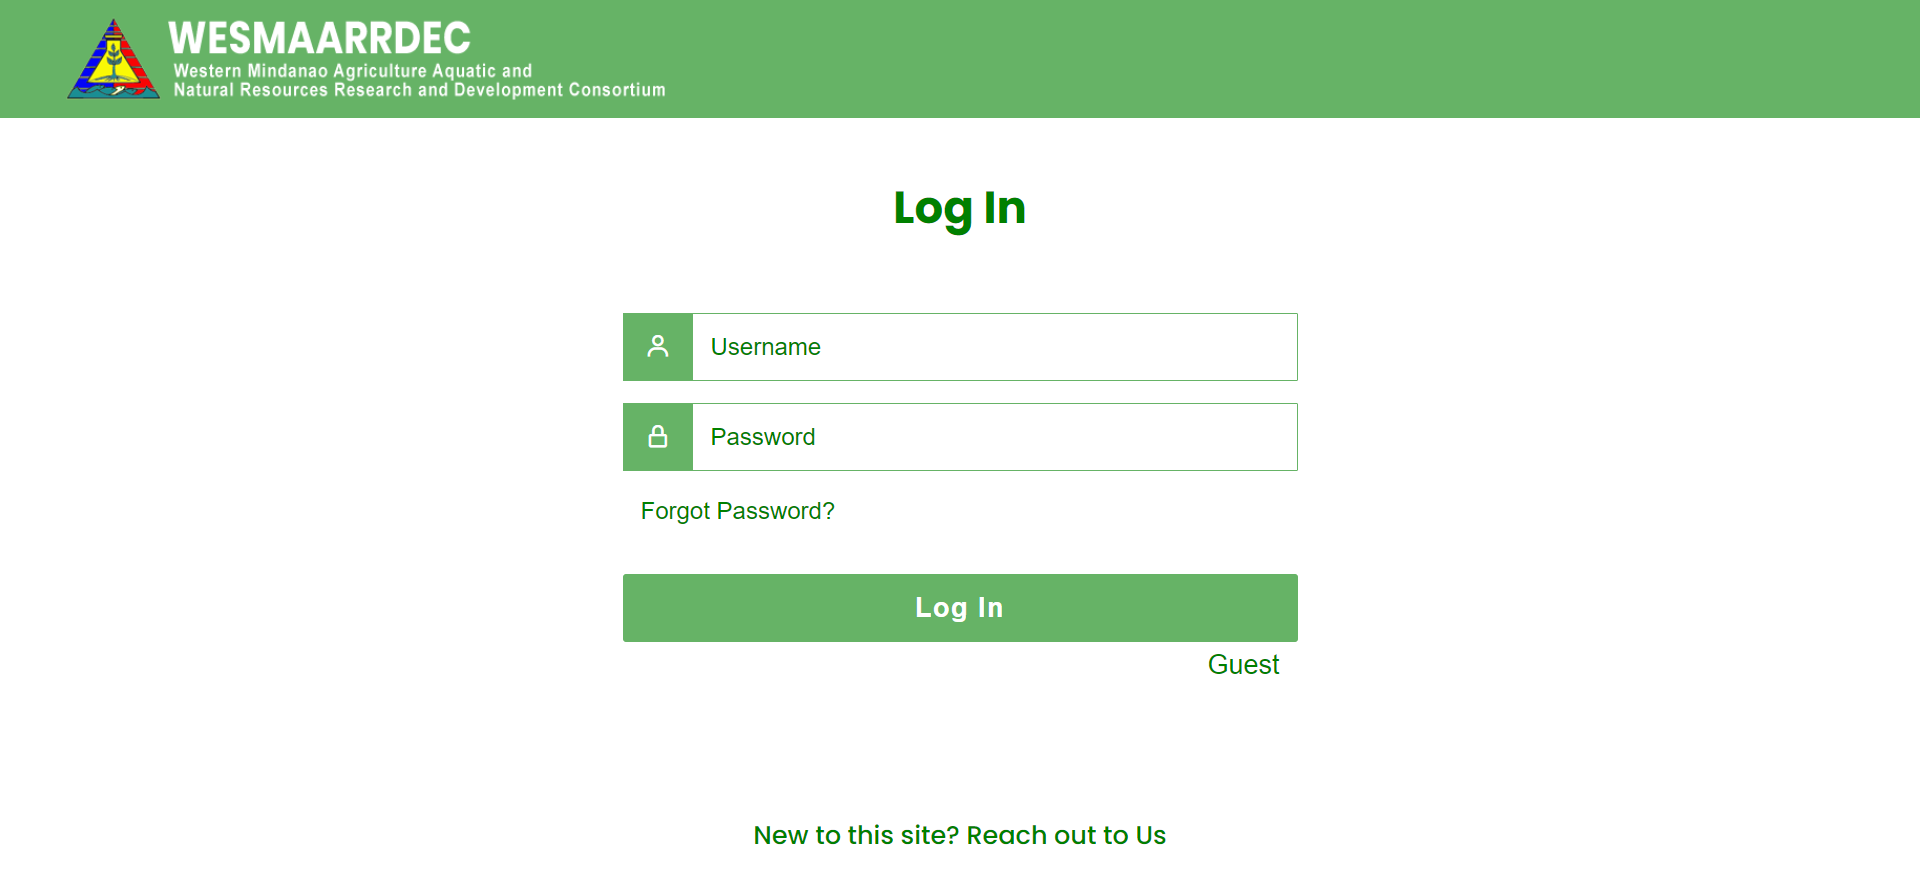 WESMAARRDEC
Western Mindanao Agriculture Aquatic and
Natural Resources Research and Development Consortium
Log In
Username
Password
Forgot Password?
Log In
Guest
New to this site? Reach out to Us